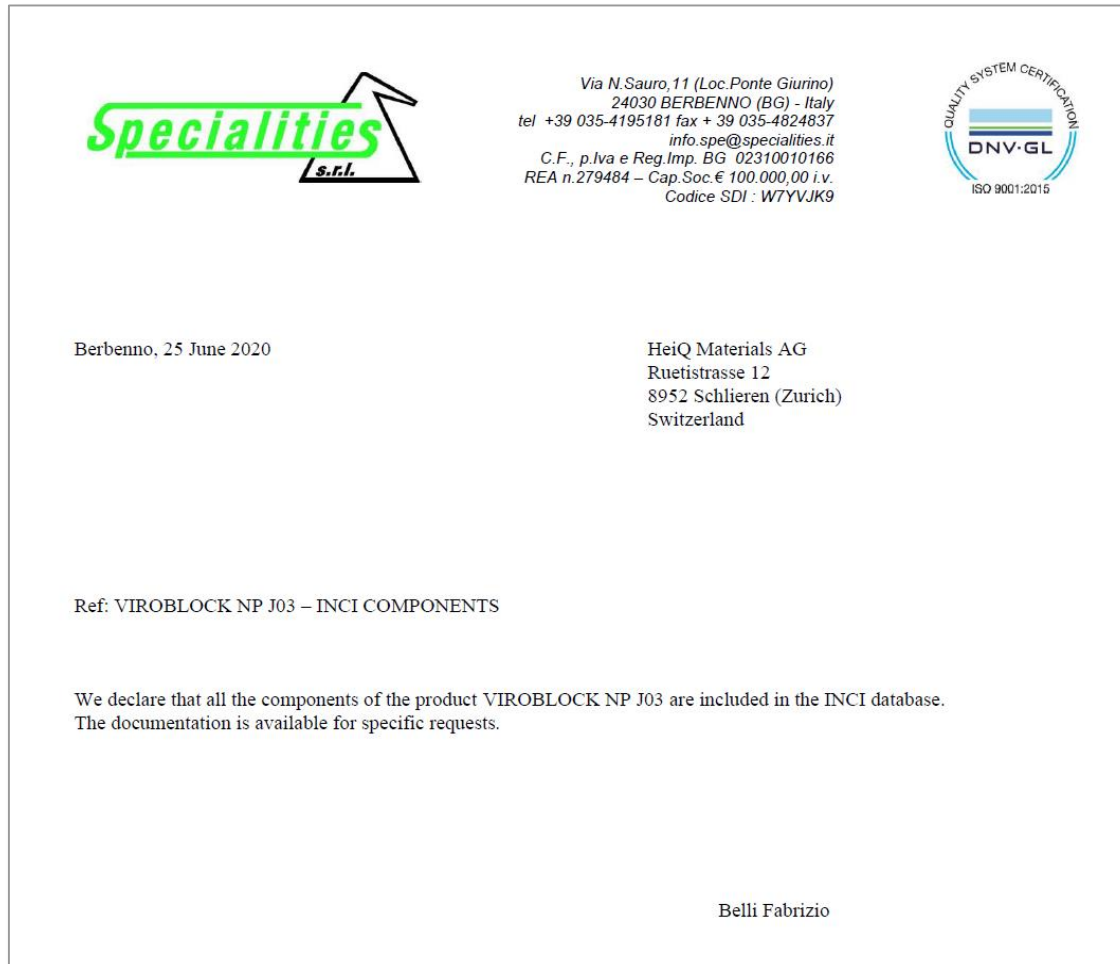 Specialities
s.r.l.
Via N.Sauro,11 (Loc.Ponte Giurino)
24030 BERBENNO (BG) - Italy
tel +39 035-4195181 fax + 39 035-4824837
info.spe@specialities.it
C.F., p.Iva e Reg.Imp. BG 02310010166
REA n.279484 – Cap.Soc.€ 100.000,00 i.v.
Codice SDI : W7YVJK9
QUALITY SYSTEM CERTIFICATION
DNV·GL
ISO 9001:2015
Berbenno, 25 June 2020
HeiQ Materials AG
Ruetistrasse 12
8952 Schlieren (Zurich)
Switzerland
Ref: VIROBLOCK NP J03 – INCI COMPONENTS
We declare that all the components of the product VIROBLOCK NP J03 are included in the INCI database.
The documentation is available for specific requests.
Belli Fabrizio